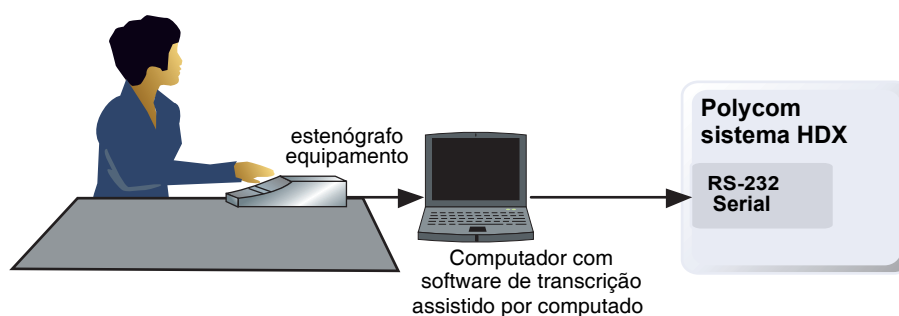 estenógrafo
equipamento
Computador com
software de transcrição
assistido por computado
Polycom
sistema HDX
RS-232
Serial